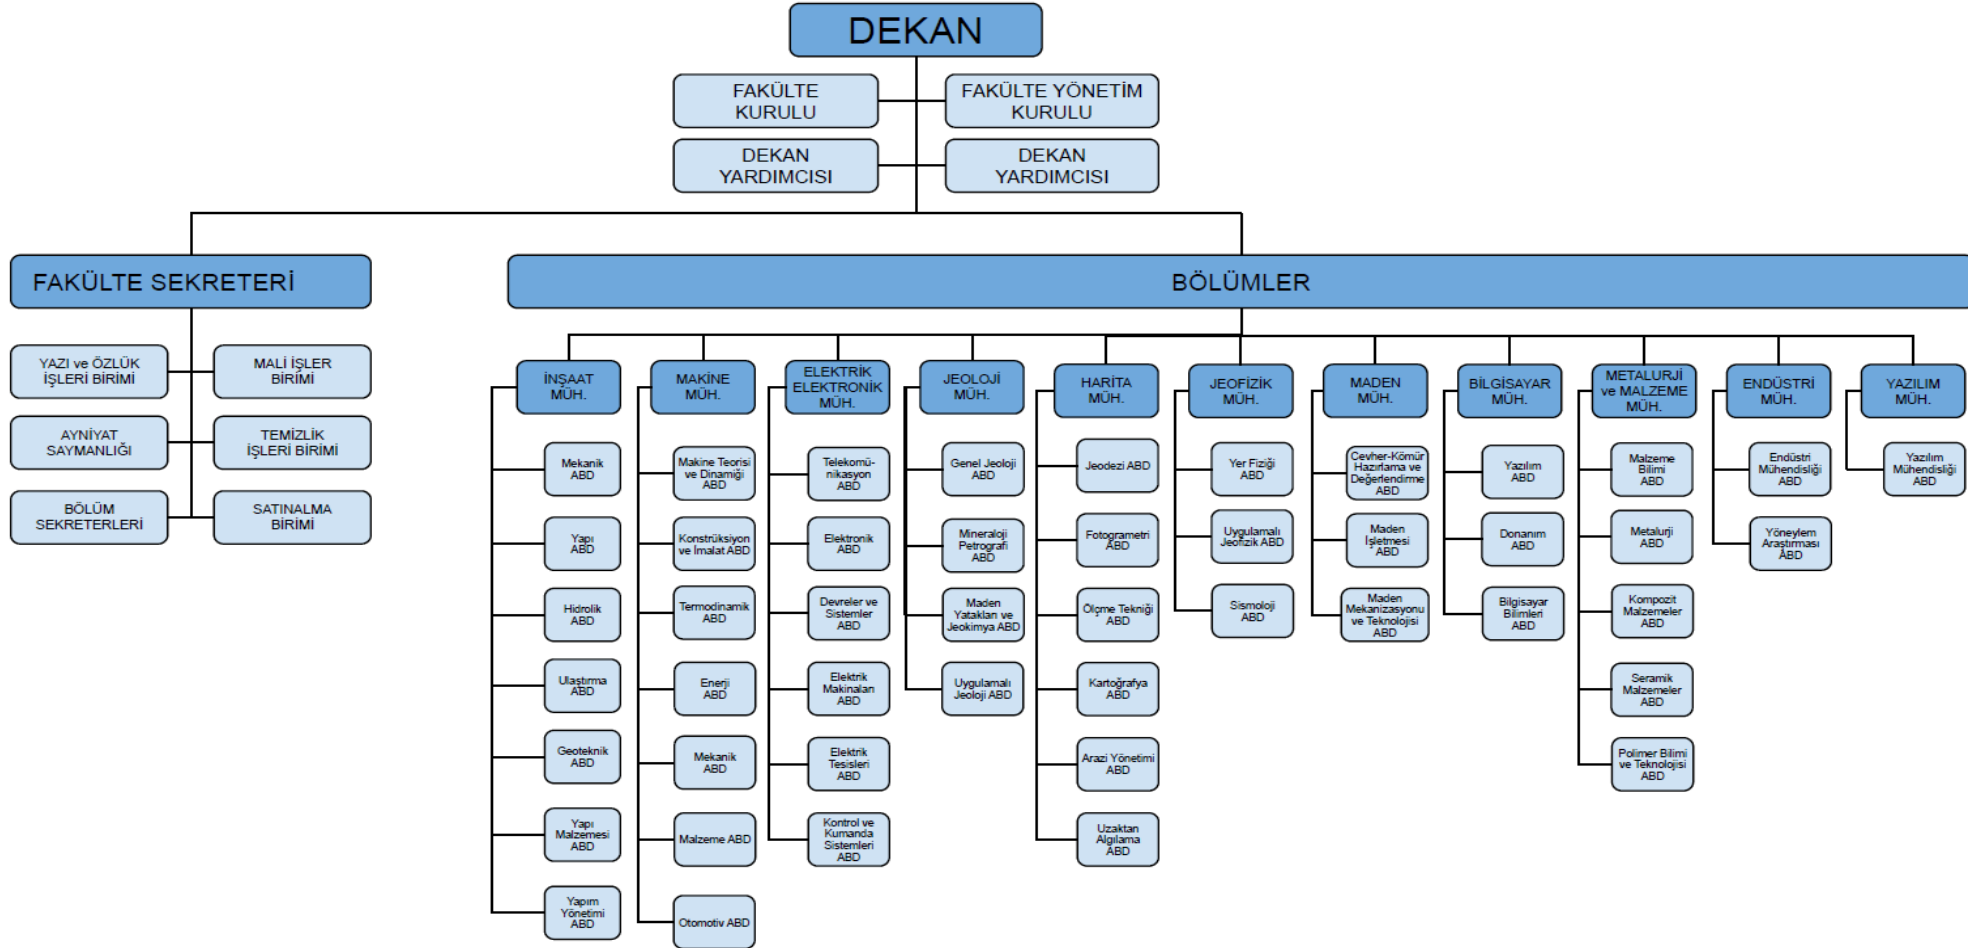 DEKAN
FAKÜLTE
KURULU
FAKÜLTE YÖNETİM
KURULU
DEKAN
YARDIMCISI
DEKAN
YARDIMCISI
FAKÜLTE SEKRETERİ
YAZI ve ÖZLÜK
İŞLERİ BİRİMİ
MALİ İŞLER
BİRİMİ
AYNİYAT
SAYMANLIĞI
TEMİZLİK
İŞLERİ BİRİMİ
BÖLÜM
SEKRETERLERİ
SATINALMA
BİRİMİ
BÖLÜMLER
İNŞAAT
MÜH.
Mekanik
ABD
Yapı
ABD
Hidrolik
ABD
Ulaştırma
ABD
Geoteknik
ABD
Yapı
Malzemesi
ABD
Yapım
Yönetimi
ABD
MAKİNE
MÜH.
Makine Teorisi
ve Dinamiği
ABD
Konstrüksiyon
ve İmalat ABD
Termodinamik
ABD
Enerji
ABD
Mekanik
ABD
Malzeme ABD
Otomotiv ABD
ELEKTRİK
ELEKTRONİK
MÜH.
Telekomü-
nikasyon
ABD
Elektronik
ABD
Devreler ve
Sistemler
ABD
Elektrik
Makinaları
ABD
Elektrik
Tesisleri
ABD
Kontrol ve
Kumanda
Sistemleri
ABD
JEOLOJİ
MÜH.
Genel Jeoloji
ABD
Mineraloji
Petrografi
ABD
Maden
Yatakları ve
Jeokimya ABD
Uygulamalı
Jeoloji ABD
HARİTA
MÜH.
Jeodezi ABD
Fotogrametri
ABD
Ölçme Tekniği
ABD
Kartoğrafya
ABD
Arazi Yönetimi
ABD
Uzaktan
Algılama
ABD
JEOFİZİK
MÜH.
Yer Fiziği
ABD
Uygulamalı
Jeofizik ABD
Sismoloji
ABD
MADEN
MÜH.
Cevher-Kömür
Hazırlama ve
Değerlendirme
ABD
Maden
İşletmesi
ABD
Maden
Mekanizasyonu
ve Teknolojisi
ABD
BİLGİSAYAR
MÜH.
Yazılım
ABD
Donanım
ABD
Bilgisayar
Bilimleri
ABD
METALURJİ
ve MALZEME
MÜH.
Malzeme
Bilimi
ABD
Metalurji
ABD
Kompozit
Malzemeler
ABD
Seramik
Malzemeler
ABD
Polimer Bilimi
ve Teknolojisi
ABD
ENDÜSTRİ
MÜH.
Endüstri
Mühendisliği
ABD
Yöneylem
Araştırması
ABD
YAZILIM
MÜH.
Yazılım
Mühendisliği
ABD